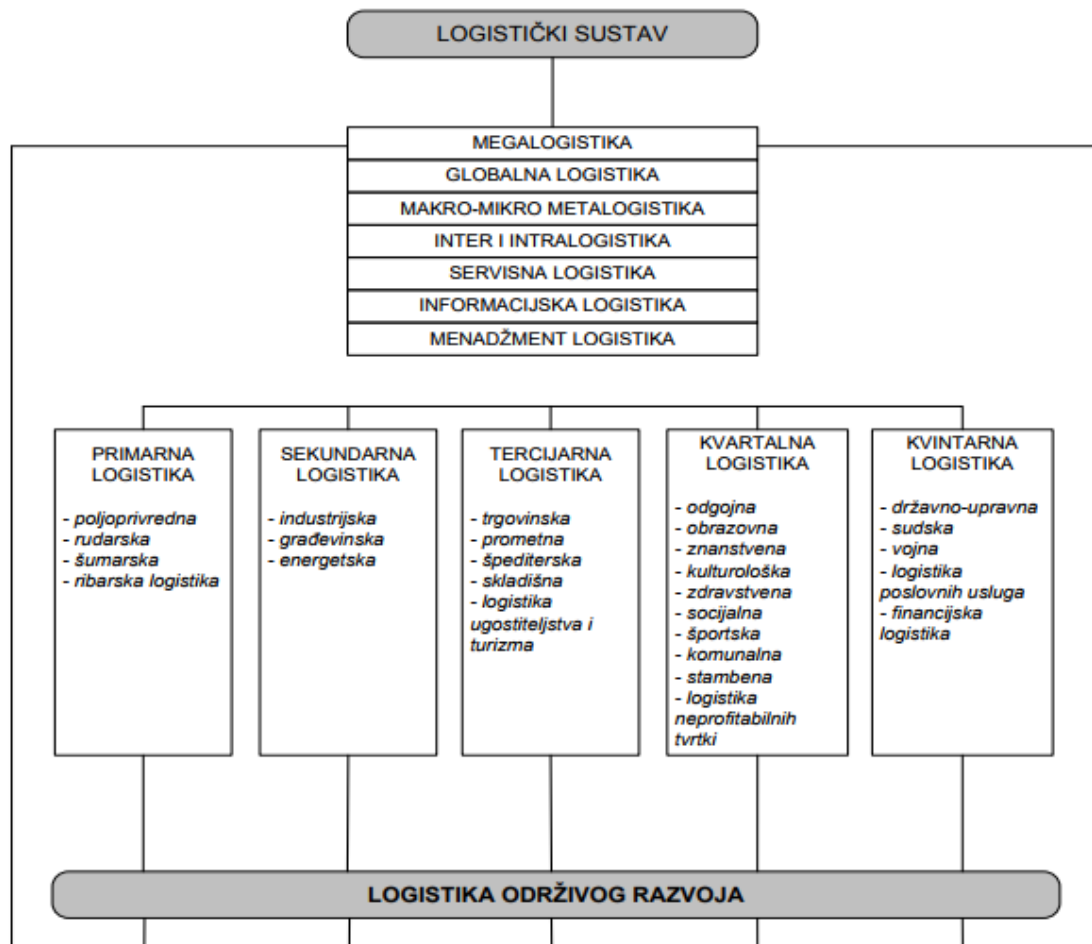 LOGISTIČKI SUSTAV
MEGALOGISTIKA
GLOBALNA LOGISTIKA
MAKRO-MIKRO METALOGISTIKA
INTER I INTRALOGISTIKA
SERVISNA LOGISTIKA
INFORMACIJSKA LOGISTIKA
MENADŽMENT LOGISTIKA
PRIMARNA
LOGISTIKA
- poljoprivredna
- rudarska
- šumarska
- ribarska logistika
SEKUNDARNA
LOGISTIKA
- industrijska
- građevinska
- energetska
TERCIJARNA
LOGISTIKA
- trgovinska
- prometna
- špediterska
- skladišna
- logistika
ugostiteljstva i
turizma
KVARTALNA
LOGISTIKA
- odgojna
- obrazovna
- znanstvena
- kulturološka
- zdravstvena
- socijalna
- športska
- komunalna
- stambena
- logistika
neprofitabilnih
tvrtki
KVINTARNA
LOGISTIKA
- državno-upravna
- sudska
- vojna
- logistika
poslovnih usluga
- financijska
logistika
LOGISTIKA ODRŽIVOG RAZVOJA